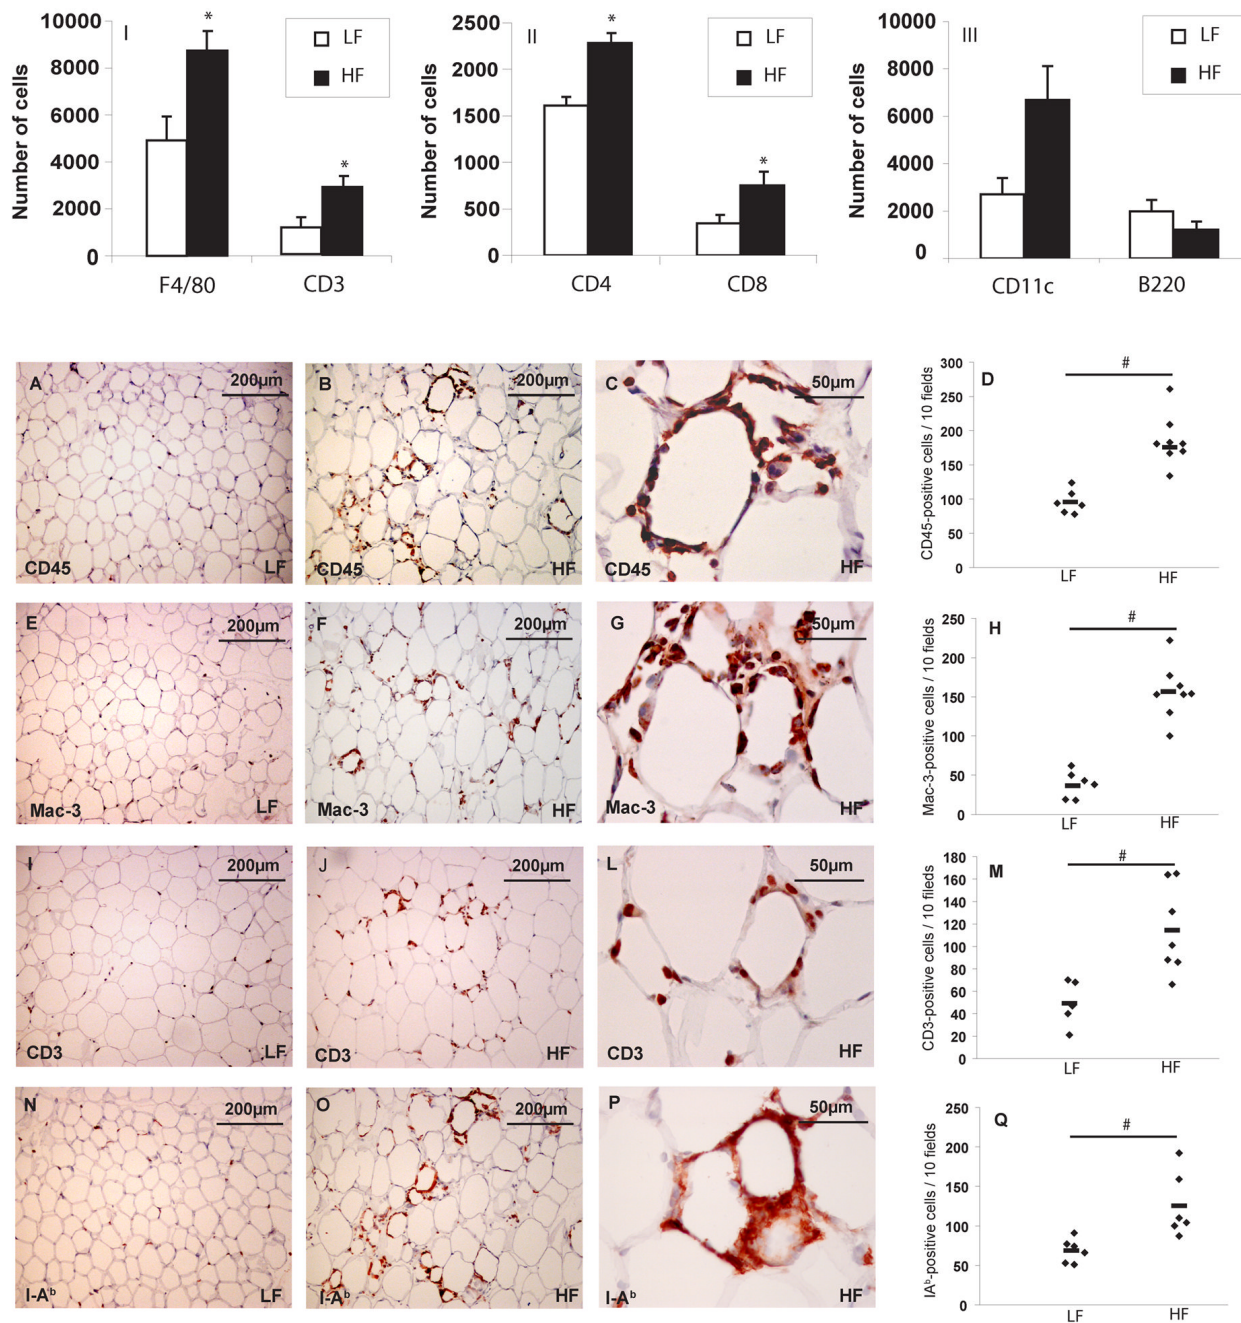 I
LF
HF
Number of cells
10000
8000
6000
4000
2000
0
*
*
F4/80
CD3
II
LF
HF
Number of cells
2500
2000
1500
1000
500
0
*
*
CD4
CD8
III
LF
HF
Number of cells
10000
8000
6000
4000
2000
0
CD11c
B220
A
200µm
CD45
LF
B
200µm
CD45
HF
C
50µm
CD45
HF
D
#
CD45-positive cells / 10 fields
300
250
200
150
100
50
0
LF
HF
E
200µm
Mac-3
LF
F
200µm
Mac-3
HF
G
50µm
Mac-3
HF
H
#
Mac-3-positive cells / 10 fields
250
200
150
100
50
0
LF
HF
I
200µm
CD3
LF
J
200µm
CD3
HF
L
50µm
CD3
HF
M
#
CD3-positive cells / 10 fileds
180
160
140
120
100
80
60
40
20
0
LF
HF
N
200µm
I-Aᵇ
LF
O
200µm
I-Aᵇ
HF
P
50µm
I-Aᵇ
HF
Q
#
IAᵇ-positive cells / 10 fields
250
200
150
100
50
0
LF
HF